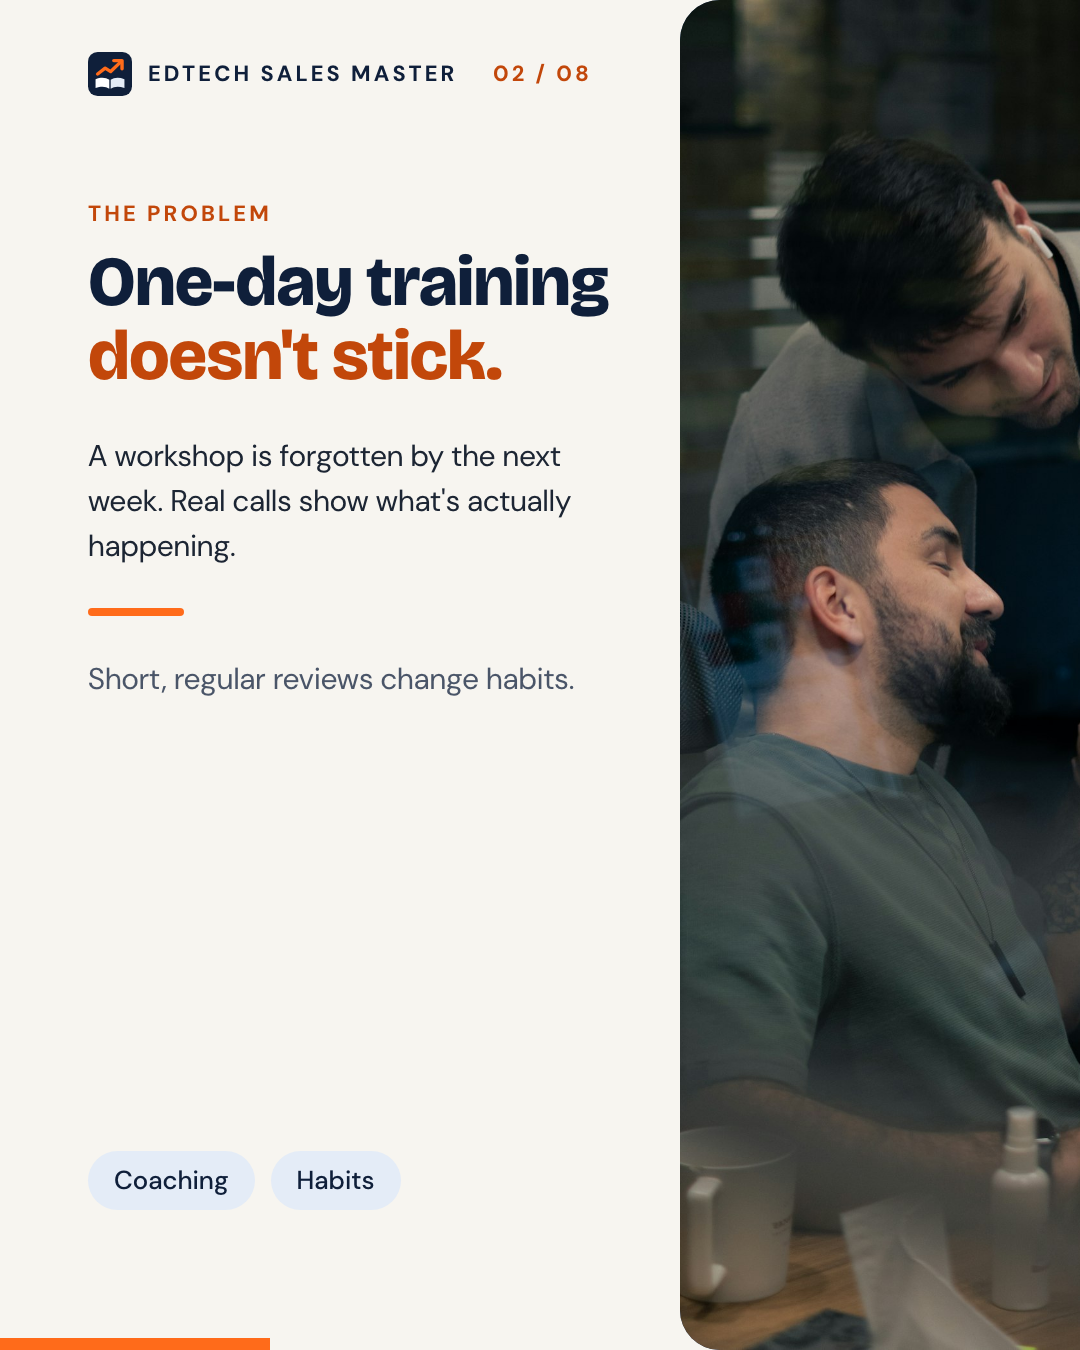 EDTECH SALES MASTER 02 / 08
THE PROBLEM
One-day training
doesn't stick.
A workshop is forgotten by the next
week. Real calls show what's actually
happening.
Short, regular reviews change habits.
Coaching Habits